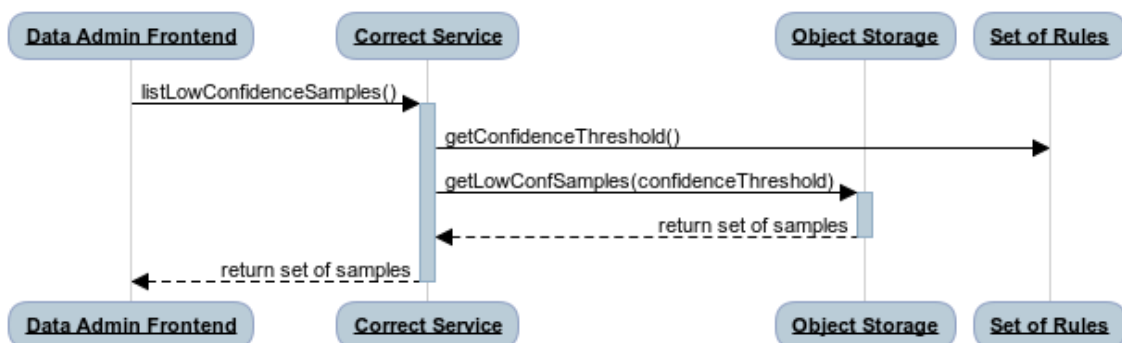 Data Admin Frontend
Correct Service
Object Storage
Set of Rules
listLowConfidenceSamples()
getConfidenceThreshold()
getLowConfSamples(confidenceThreshold)
return set of samples
return set of samples
Data Admin Frontend
Correct Service
Object Storage
Set of Rules